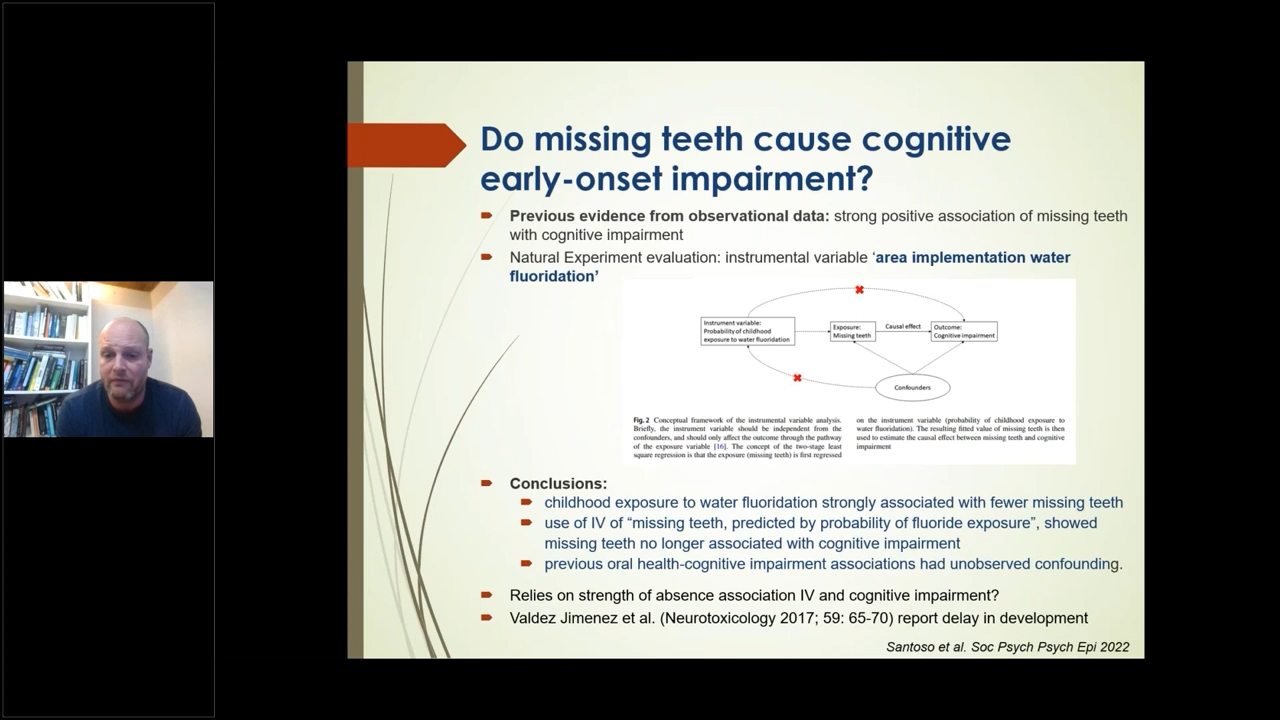 Do missing teeth cause cognitive
early-onset impairment?
Previous evidence from observational data: strong positive association of missing teeth
with cognitive impairment
Natural Experiment evaluation: instrumental variable ‘area implementation water
fluoridation’
Instrument variable:
Probability of childhood
exposure to water fluoridation
Exposure:
Missing teeth
Causal effect
Outcome:
Cognitive impairment
Confounders
Fig. 2 Conceptual framework of the instrumental variable analysis.
Briefly, the instrument variable should be independent from the
confounders, and should only affect the outcome through the pathway
of the exposure variable [16]. The concept of the two-stage least
square regression is that the exposure (missing teeth) is first regressed
on the instrument variable (probability of childhood exposure to
water fluoridation). The resulting fitted value of missing teeth is then
used to estimate the causal effect between missing teeth and cognitive
impairment
Conclusions:
childhood exposure to water fluoridation strongly associated with fewer missing teeth
use of IV of “missing teeth, predicted by probability of fluoride exposure”, showed
missing teeth no longer associated with cognitive impairment
previous oral health-cognitive impairment associations had unobserved confounding.
Relies on strength of absence association IV and cognitive impairment?
Valdez Jimenez et al. (Neurotoxicology 2017; 59: 65-70) report delay in development
Santoso et al. Soc Psych Psych Epi 2022